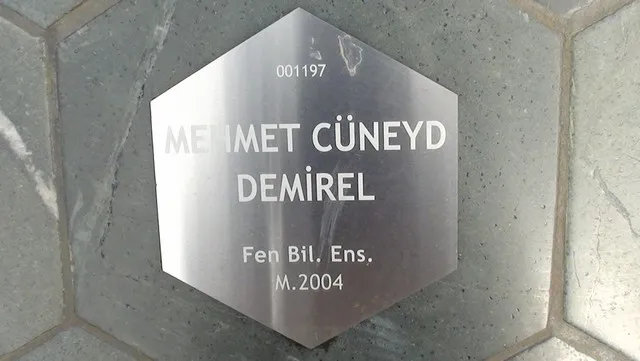 001197
MEHMET CÜNEYD
DEMİREL
Fen Bil. Ens.
M.2004